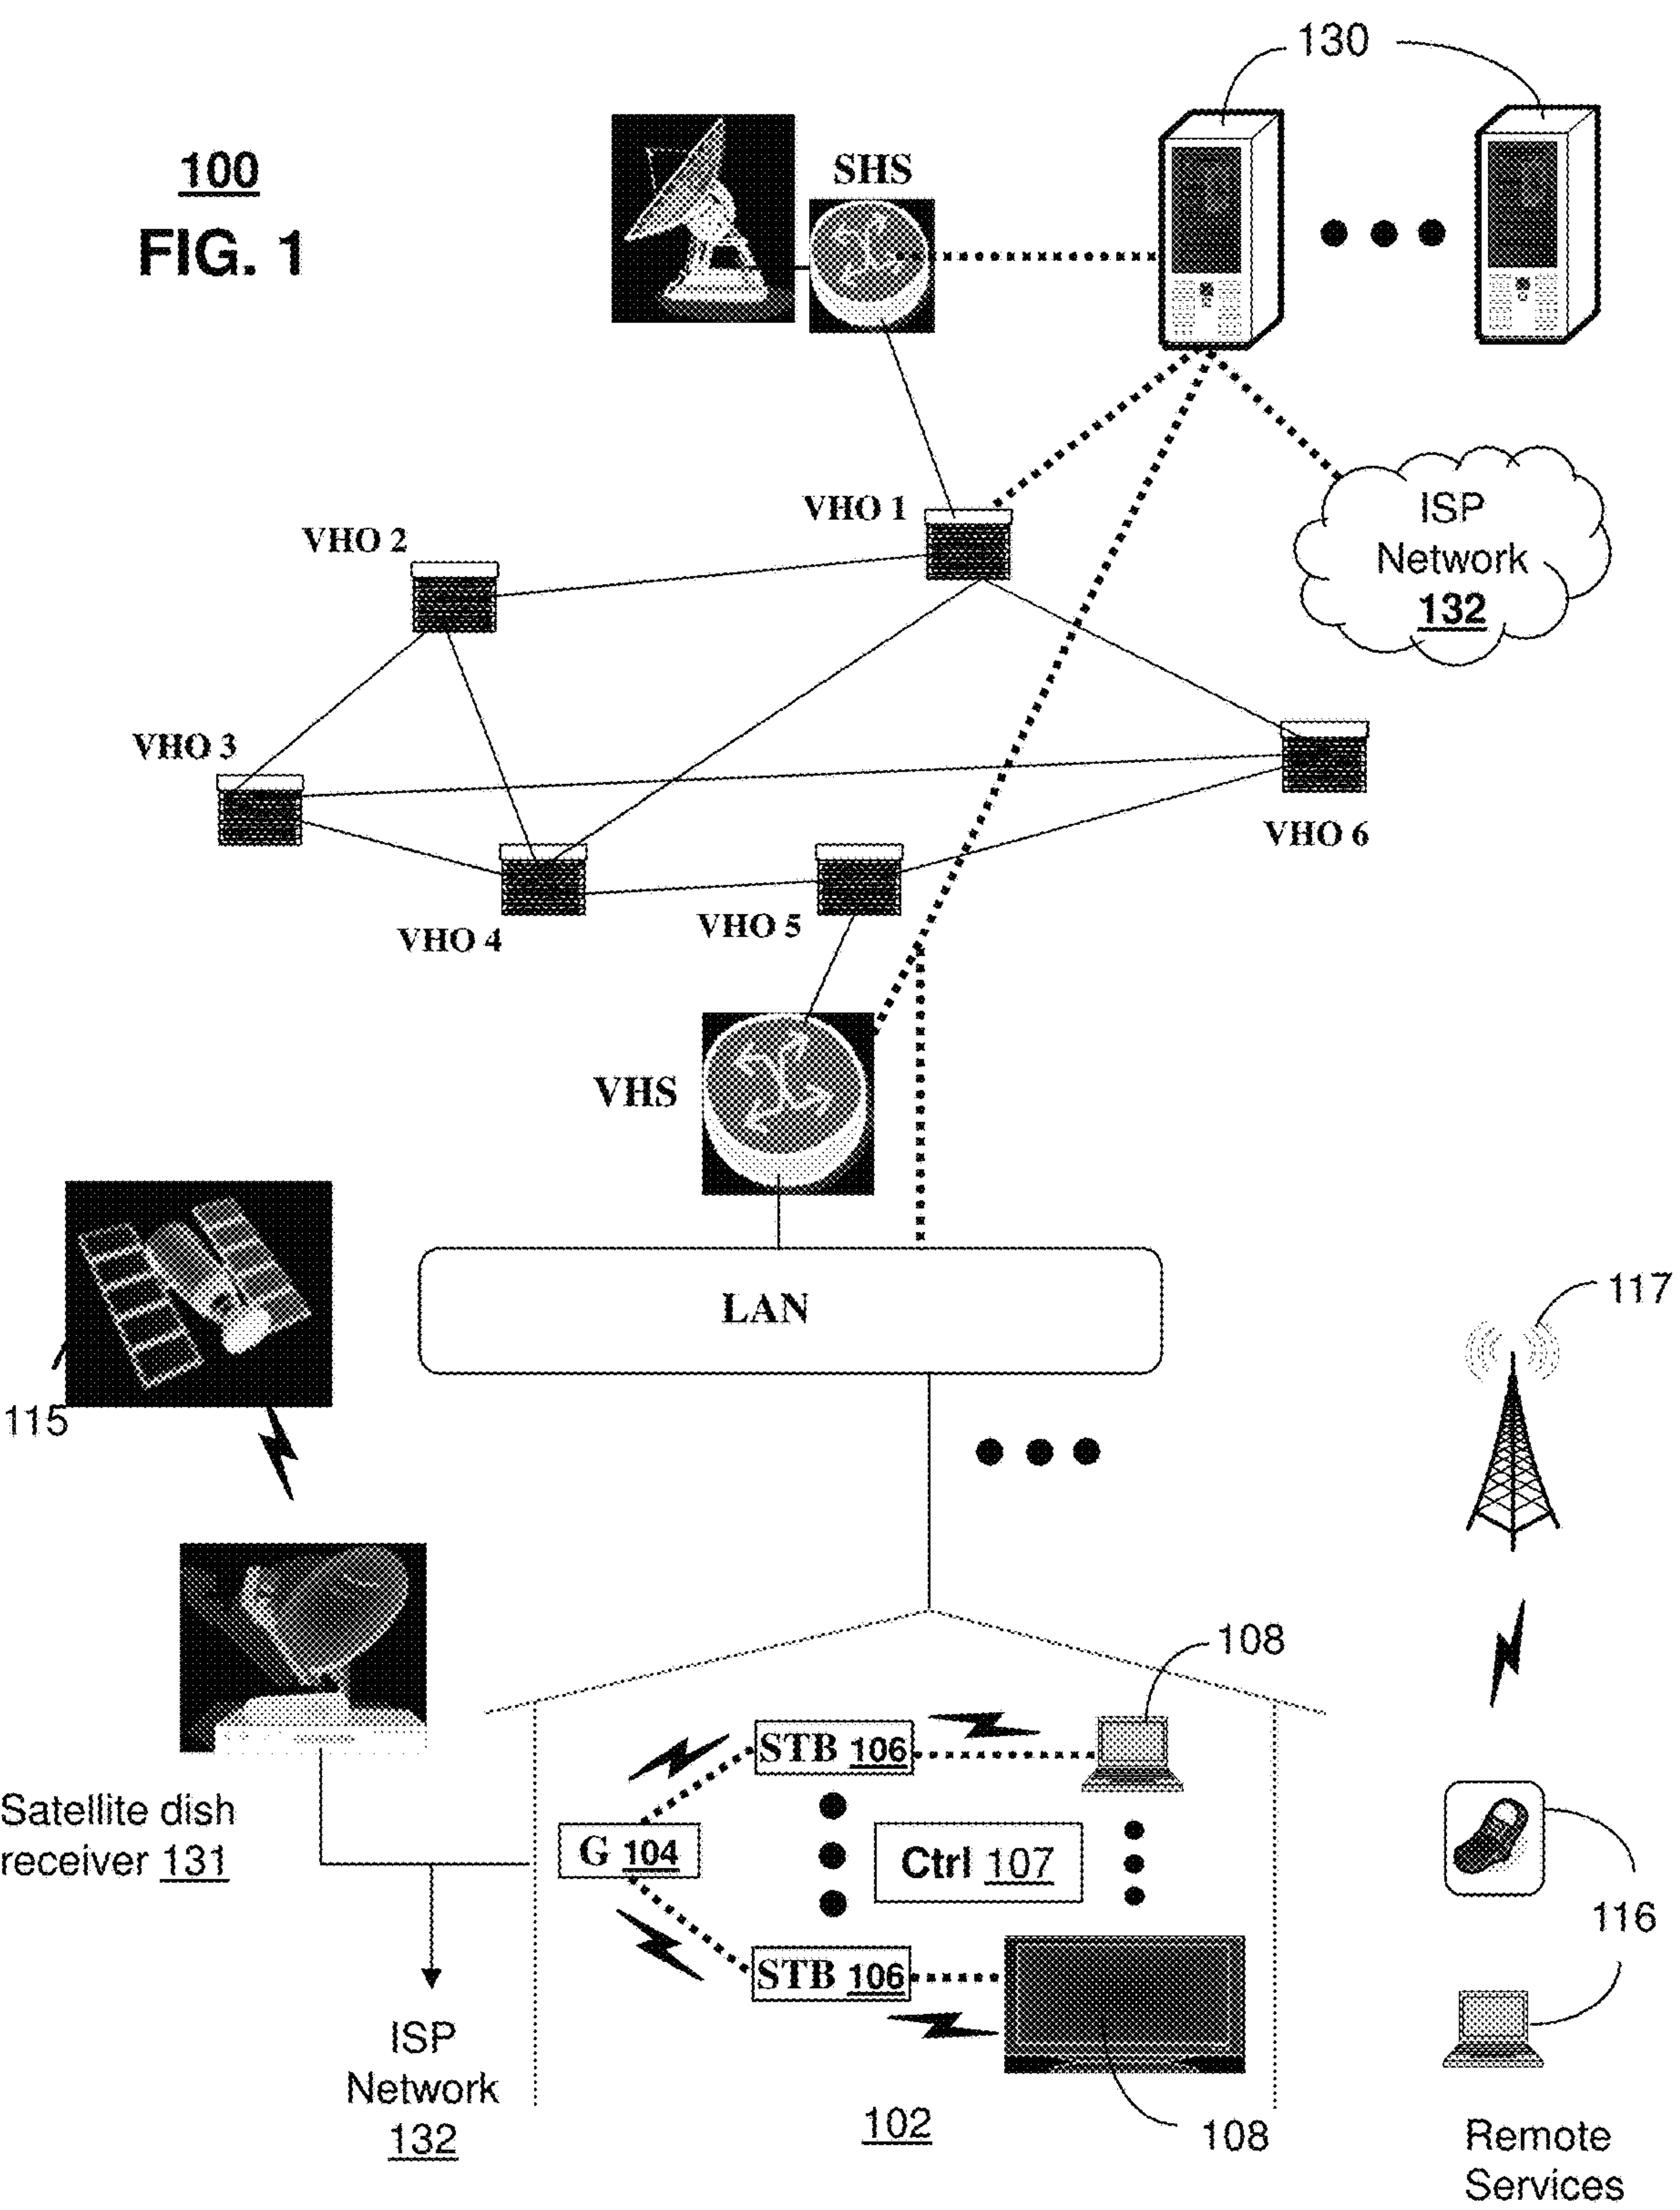 130
100
FIG. 1
SHS
ISP
Network
132
VHO 1
VHO 2
VHO 3
VHO 6
VHO 4
VHO 5
VHS
LAN
117
115
108
STB 106
Satellite dish
receiver 131
G 104
Ctrl 107
116
STB 106
ISP
Network
132
102
108
Remote
Services